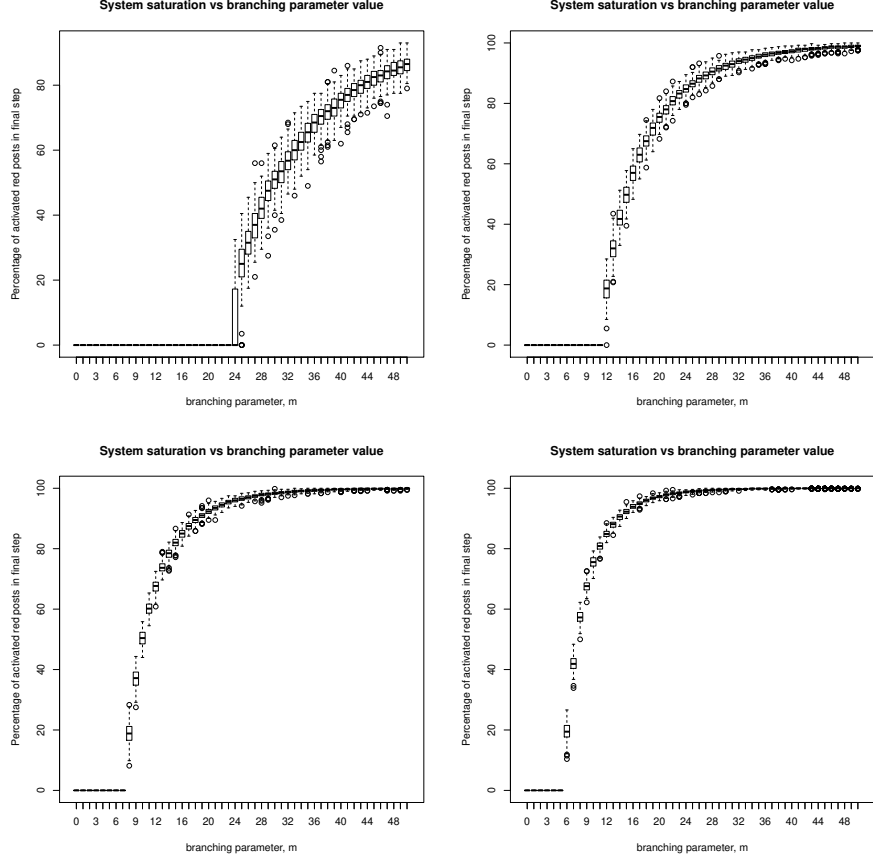 System saturation vs branching parameter value
Percentage of activated red posts in final step
80
60
40
20
0
0 3 6 9 12 16 20 24 28 32 36 40 44 48
branching parameter, m
System saturation vs branching parameter value
Percentage of activated red posts in final step
100
80
60
40
20
0
0 3 6 9 12 16 20 24 28 32 36 40 44 48
branching parameter, m
System saturation vs branching parameter value
Percentage of activated red posts in final step
100
80
60
40
20
0
0 3 6 9 12 16 20 24 28 32 36 40 44 48
branching parameter, m
System saturation vs branching parameter value
Percentage of activated red posts in final step
100
80
60
40
20
0
0 3 6 9 12 16 20 24 28 32 36 40 44 48
branching parameter, m